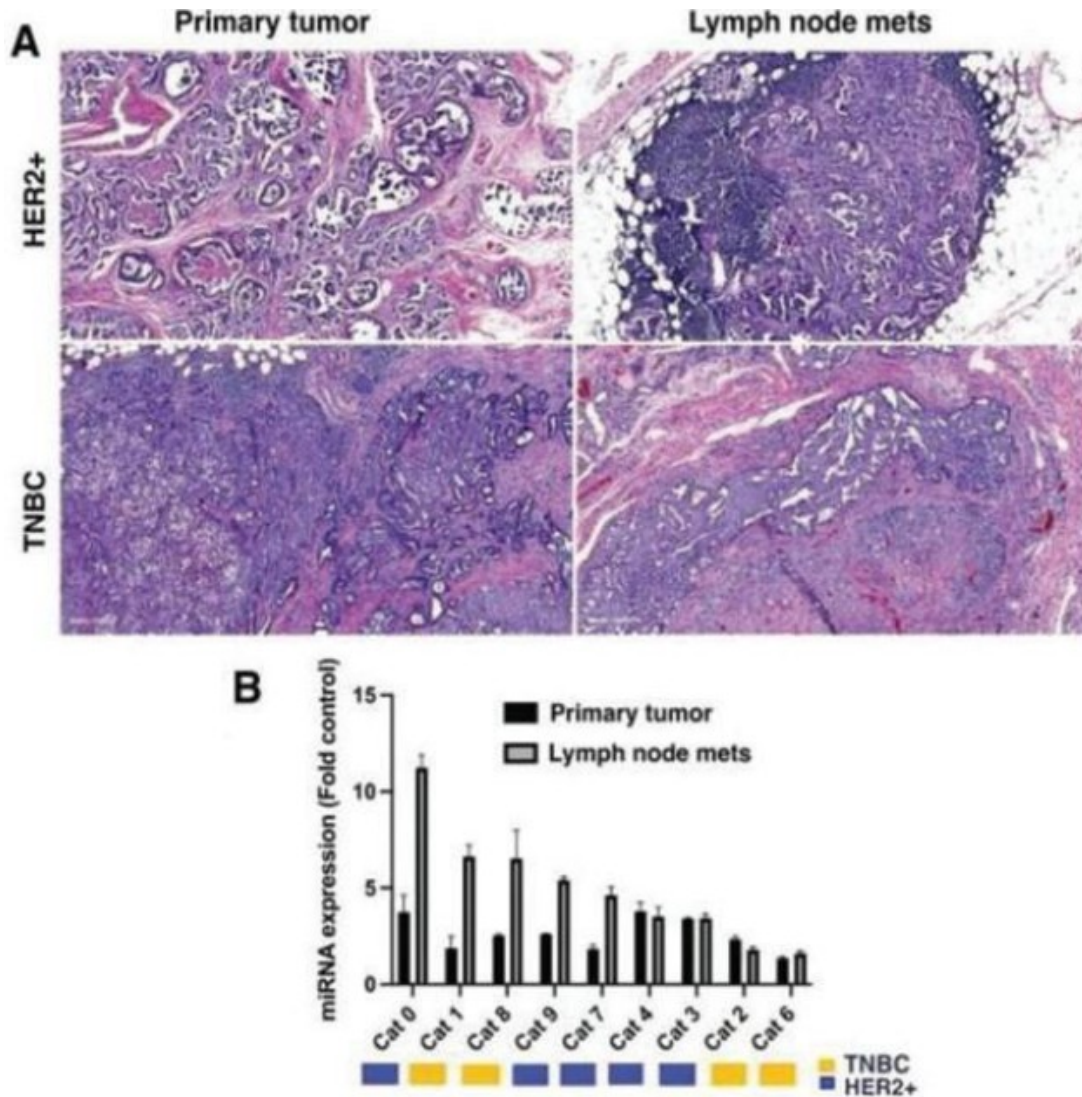 A
Primary tumor
Lymph node mets
HER2+
TNBC
B
miRNA expression (Fold control)
15
10
5
0
Primary tumor
Lymph node mets
Cat 0
Cat 1
Cat 8
Cat 9
Cat 7
Cat 4
Cat 3
Cat 2
Cat 6
TNBC
HER2+